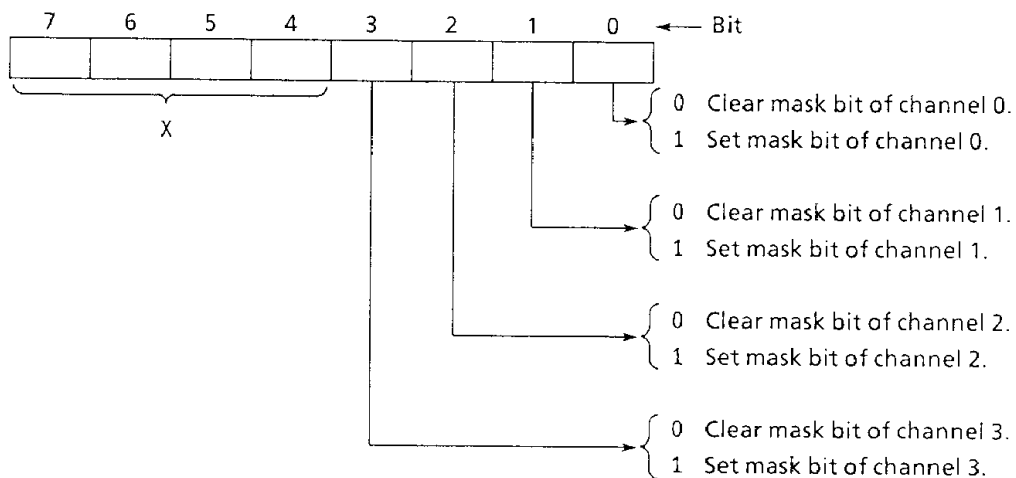 7 6 5 4 3 2 1 0 ← Bit
X
0 Clear mask bit of channel 0.
1 Set mask bit of channel 0.
0 Clear mask bit of channel 1.
1 Set mask bit of channel 1.
0 Clear mask bit of channel 2.
1 Set mask bit of channel 2.
0 Clear mask bit of channel 3.
1 Set mask bit of channel 3.